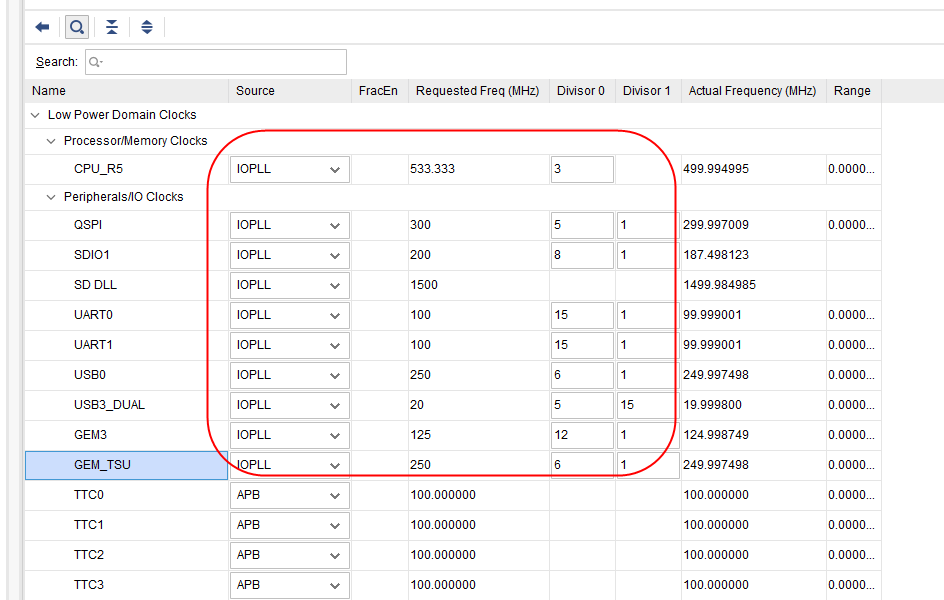 Search:
Name Source FracEn Requested Freq (MHz) Divisor 0 Divisor 1 Actual Frequency (MHz) Range
Low Power Domain Clocks
Processor/Memory Clocks
CPU_R5 IOPLL 533.333 3 499.994995 0.0000...
Peripherals/IO Clocks
QSPI IOPLL 300 5 1 299.997009 0.0000...
SDIO1 IOPLL 200 8 1 187.498123
SD DLL IOPLL 1500 1499.984985
UART0 IOPLL 100 15 1 99.999001 0.0000...
UART1 IOPLL 100 15 1 99.999001 0.0000...
USB0 IOPLL 250 6 1 249.997498 0.0000...
USB3_DUAL IOPLL 20 5 15 19.999800 0.0000...
GEM3 IOPLL 125 12 1 124.998749 0.0000...
GEM_TSU IOPLL 250 6 1 249.997498 0.0000...
TTC0 APB 100.000000 100.000000 0.0000...
TTC1 APB 100.000000 100.000000 0.0000...
TTC2 APB 100.000000 100.000000 0.0000...
TTC3 APB 100.000000 100.000000 0.0000...